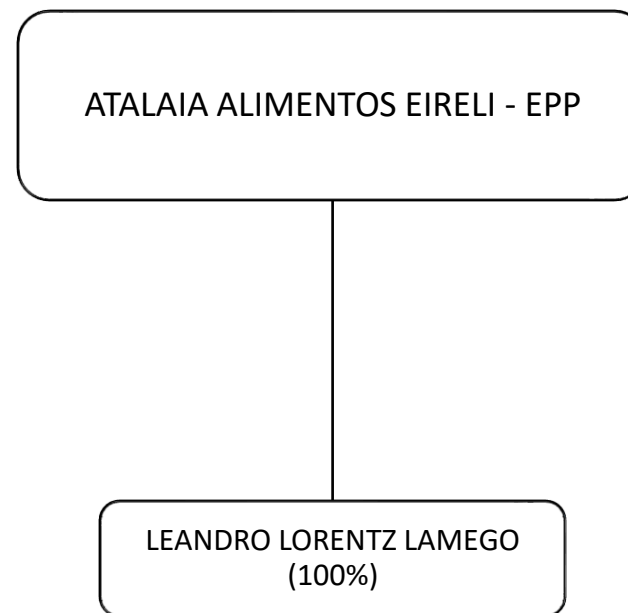 ATALAIA ALIMENTOS EIRELI - EPP
LEANDRO LORENTZ LAMEGO
(100%)